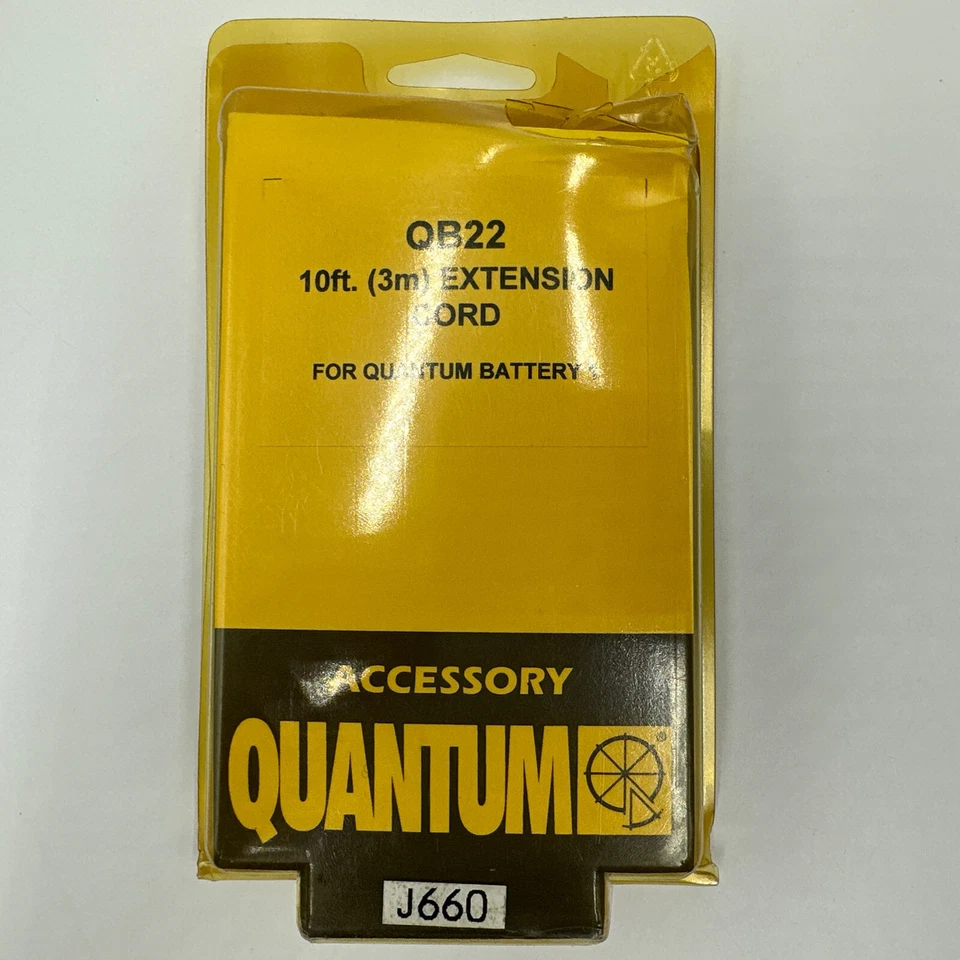 QB22
10ft. (3m) EXTENSION
CORD
FOR QUANTUM BATTERY
ACCESSORY
QUANTUM ®
J660